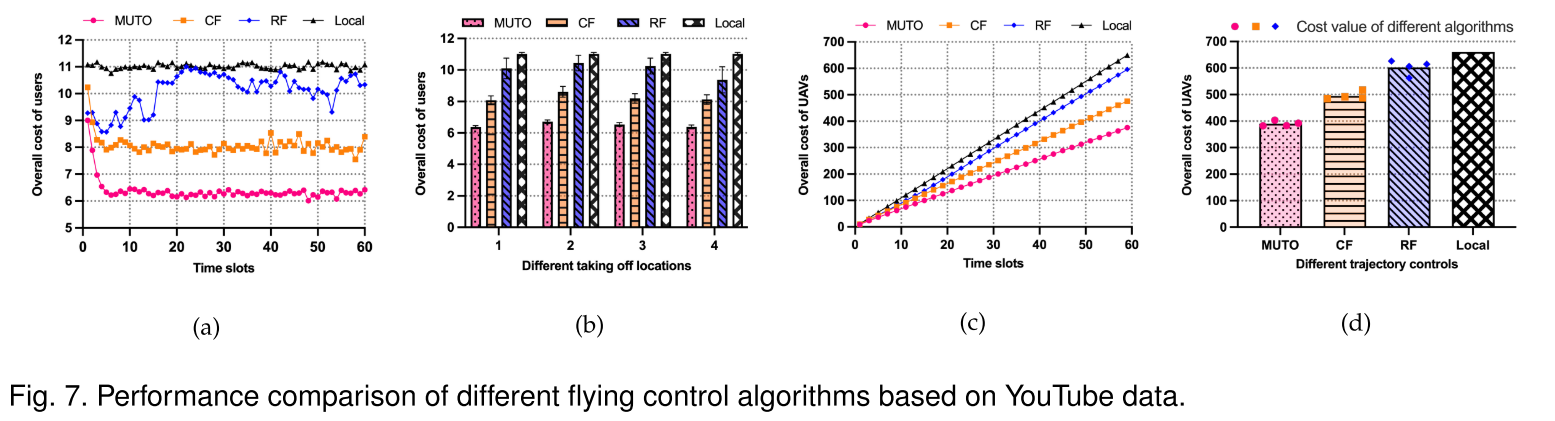 MUTO CF RF Local
12
11
10
9
8
7
6
5
Overall cost of users
0 10 20 30 40 50 60
Time slots
(a)
MUTO CF RF Local
12
10
8
6
4
2
0
Overall cost of users
1 2 3 4
Different taking off locations
(b)
MUTO CF RF Local
700
600
500
400
300
200
100
0
Overall cost of UAVs
0 10 20 30 40 50 60
Time slots
(c)
Cost value of different algorithms
700
600
500
400
300
200
100
0
Overall cost of UAVs
MUTO CF RF Local
Different trajectory controls
(d)
Fig. 7. Performance comparison of different flying control algorithms based on YouTube data.